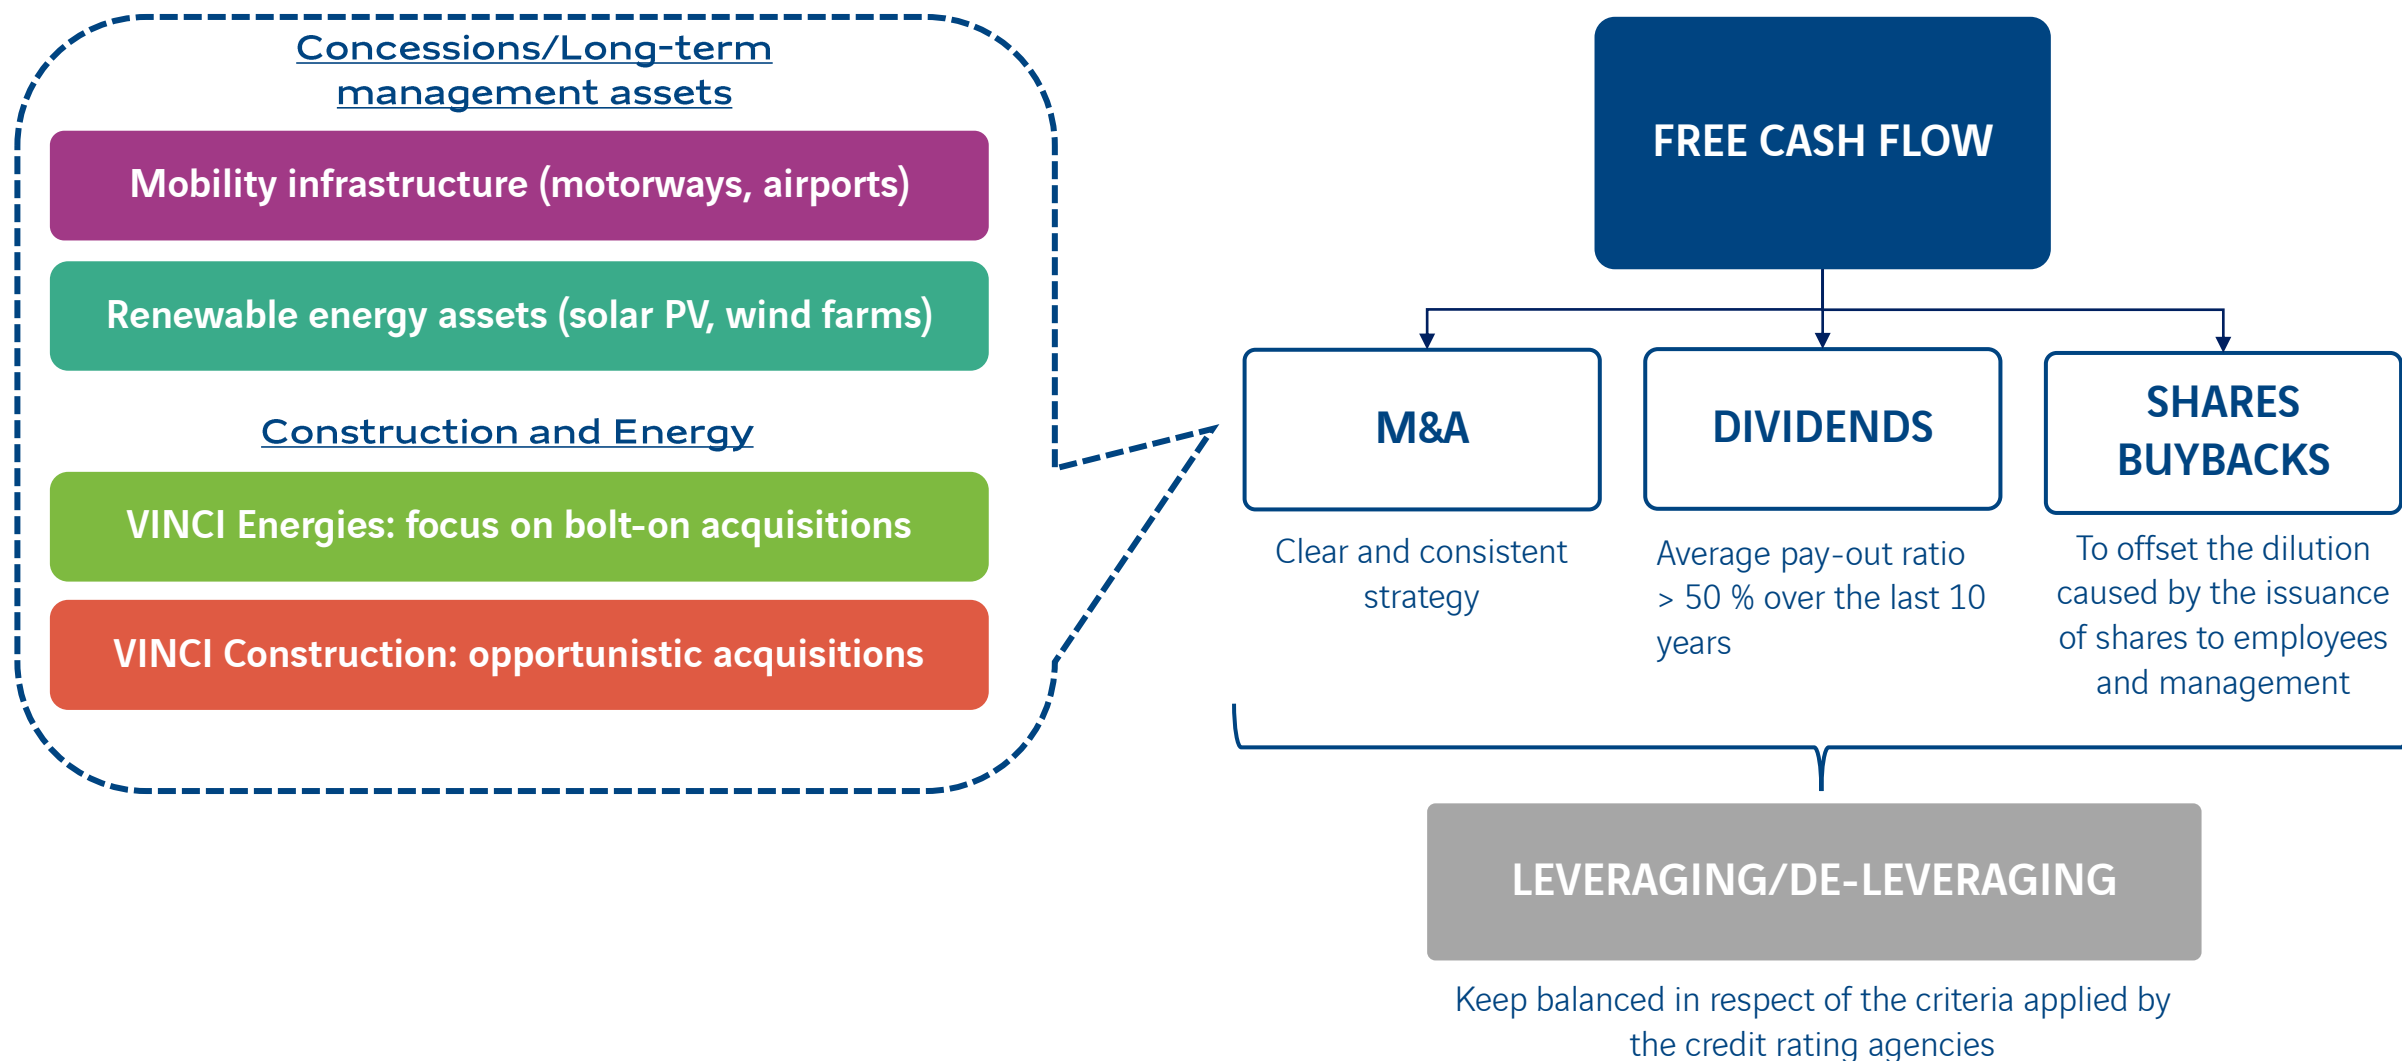 Concessions/Long-term
management assets
Mobility infrastructure (motorways, airports)
Renewable energy assets (solar PV, wind farms)
Construction and Energy
VINCI Energies: focus on bolt-on acquisitions
VINCI Construction: opportunistic acquisitions
FREE CASH FLOW
M&A
Clear and consistent
strategy
DIVIDENDS
Average pay-out ratio
> 50 % over the last 10
years
SHARES
BUYBACKS
To offset the dilution
caused by the issuance
of shares to employees
and management
LEVERAGING/DE-LEVERAGING
Keep balanced in respect of the criteria applied by
the credit rating agencies